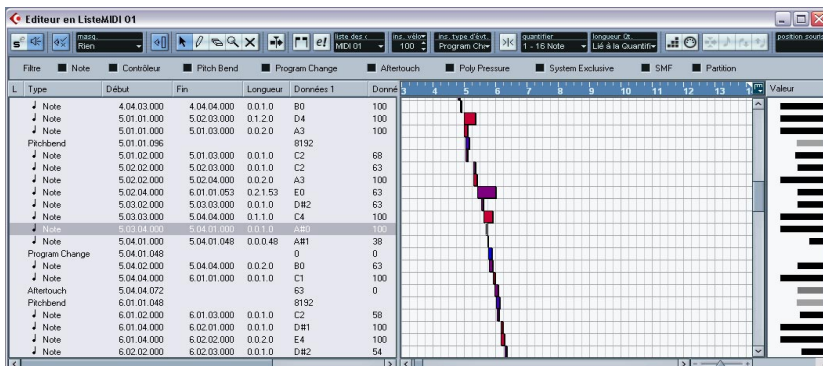 Editeur en ListeMIDI 01
masq. liste des ins. vélo ins. type d'évt. quantifier longueur Qt. position souris
Rien MIDI 01 100 Program Chan 1 - 16 Note Lié à la Quantifi
Filtre Note Contrôleur Pitch Bend Program Change Aftertouch Poly Pressure System Exclusive SMF Partition
L Type Début Fin Longueur Données 1 Donné 3 4 5 6 7 8 9 10 11 12 13 Valeur
Note 4.04.03.000 4.04.04.000 0.0.1.0 B0 100
Note 5.01.01.000 5.02.03.000 0.1.2.0 D4 100
Note 5.01.01.000 5.01.03.000 0.0.2.0 A3 100
Pitchbend 5.01.01.096 8192
Note 5.01.02.000 5.01.03.000 0.0.1.0 C2 68
Note 5.02.02.000 5.02.03.000 0.0.1.0 C2 63
Note 5.02.02.000 5.02.04.000 0.0.2.0 A3 100
Note 5.02.04.000 6.01.01.053 0.2.1.53 E0 63
Note 5.03.02.000 5.03.03.000 0.0.1.0 D#2 63
Note 5.03.03.000 5.04.04.000 0.1.1.0 C4 100
Note 5.03.04.000 5.04.01.000 0.0.1.0 A#0 100
Note 5.04.01.000 5.04.01.048 0.0.0.48 A#1 38
Program Change 5.04.01.048 0 0
Note 5.04.02.000 5.04.04.000 0.0.2.0 B0 63
Note 5.04.04.000 6.01.01.000 0.0.1.0 C1 100
Aftertouch 5.04.04.072 63 0
Pitchbend 6.01.01.048 8192
Note 6.01.02.000 6.01.03.000 0.0.1.0 C2 58
Note 6.01.04.000 6.02.01.000 0.0.1.0 D#1 100
Note 6.01.04.000 6.02.02.000 0.0.2.0 E4 100
Note 6.02.02.000 6.02.03.000 0.0.1.0 D#2 54